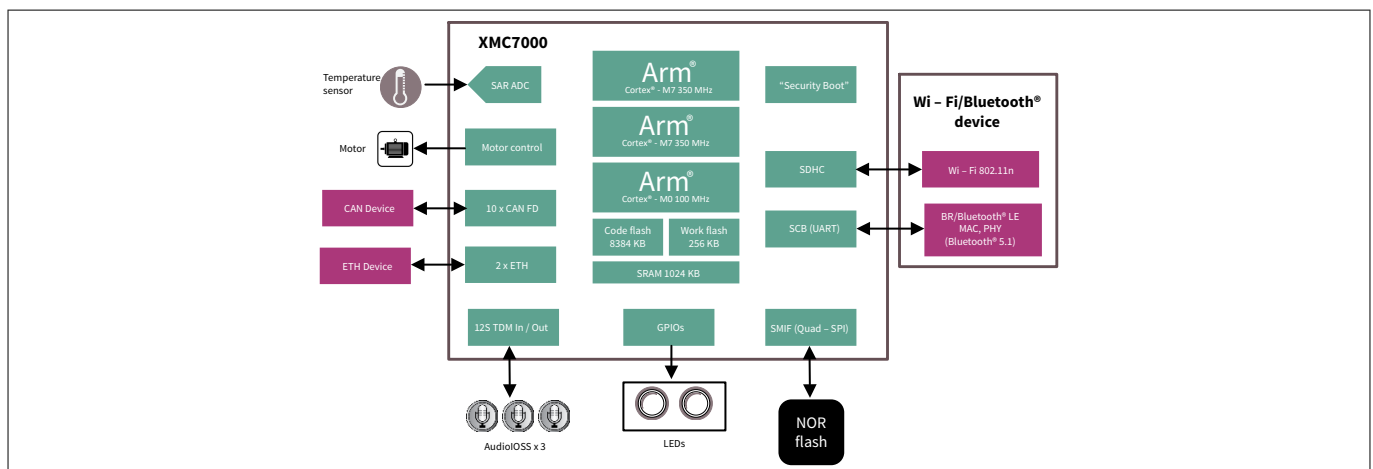 XMC7000
Temperature
sensor
SAR ADC
Arm®
Cortex® - M7 350 MHz
"Security Boot"
Wi – Fi/Bluetooth®
device
Motor
Motor control
Arm®
Cortex® - M7 350 MHz
SDHC
Wi – Fi 802.11n
Arm®
Cortex® - M0 100 MHz
CAN Device
10 x CAN FD
Code flash
8384 KB
Work flash
256 KB
SCB (UART)
BR/Bluetooth® LE
MAC, PHY
(Bluetooth® 5.1)
ETH Device
2 x ETH
SRAM 1024 KB
12S TDM In / Out
GPIOs
SMIF (Quad – SPI)
AudioIOSS x 3
LEDs
NOR
flash